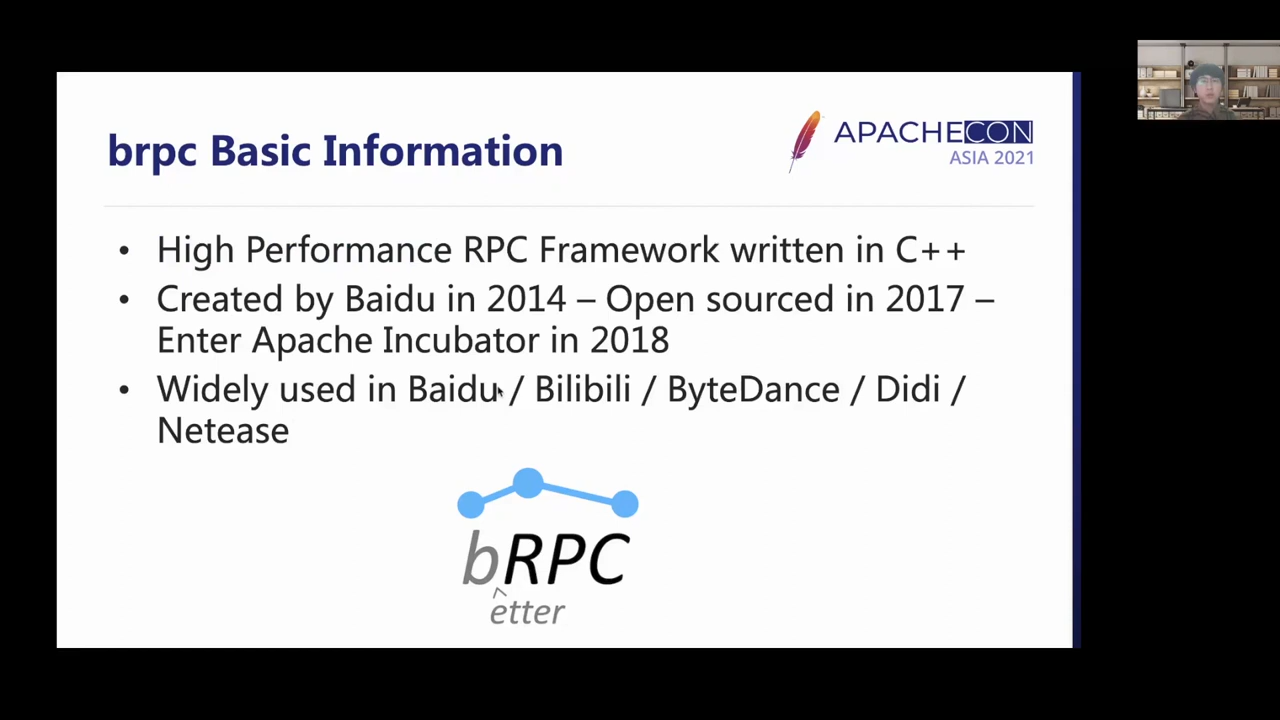 brpc Basic Information
APACHECON
ASIA 2021
• High Performance RPC Framework written in C++
• Created by Baidu in 2014 – Open sourced in 2017 –
Enter Apache Incubator in 2018
• Widely used in Baidu / Bilibili / ByteDance / Didi /
Netease
bRPC
^
etter